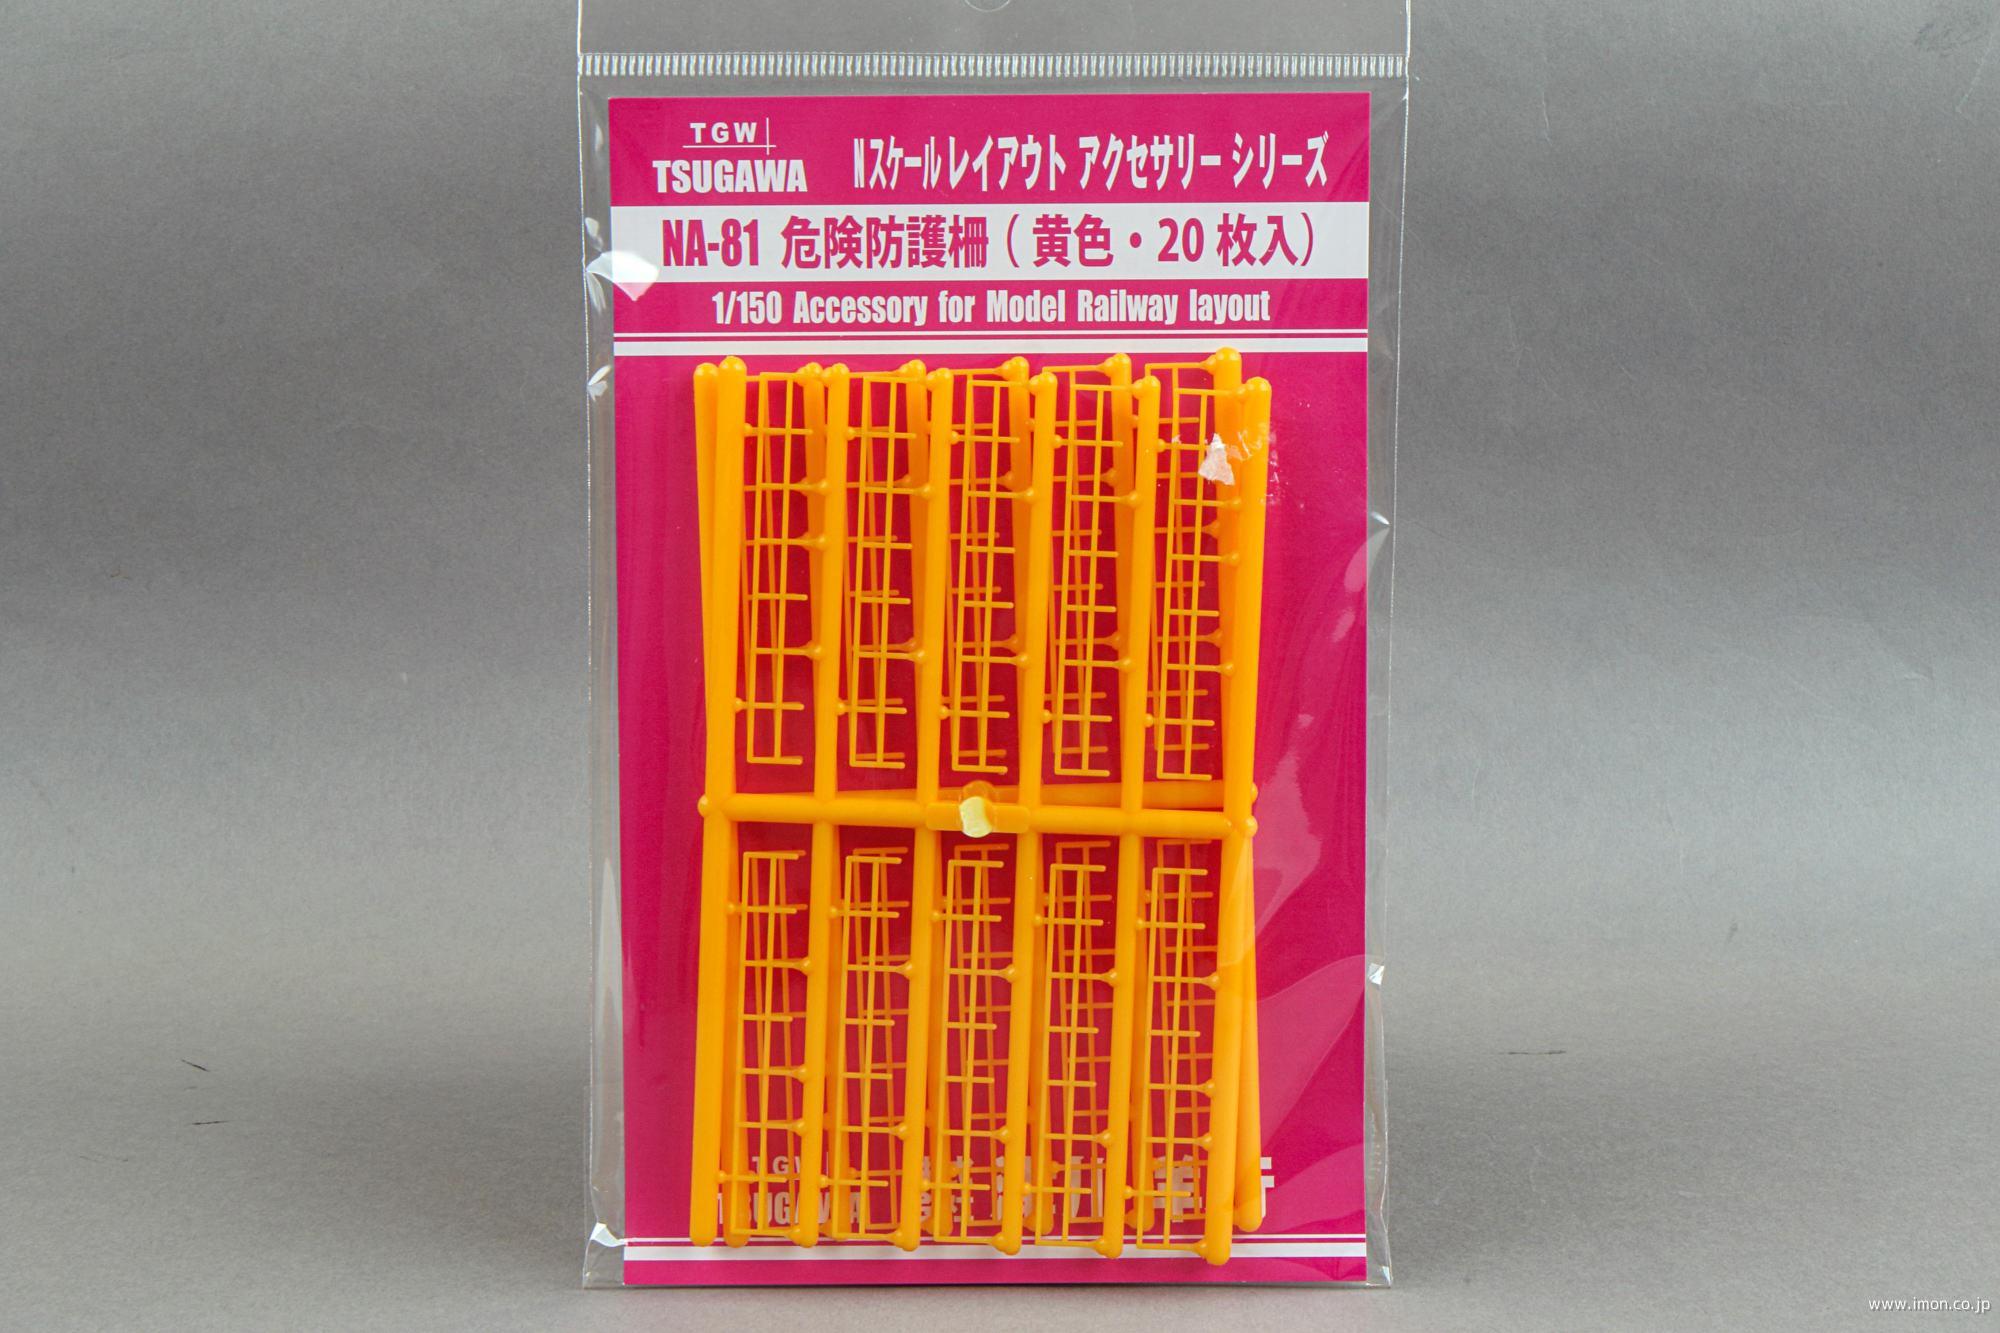 TGW
TSUGAWA
Nスケールレイアウト アクセサリー シリーズ
NA-81 危険防護柵(黄色・20枚入)
1/150 Accessory for Model Railway layout
TGW
TSUGAWA
www.imon.co.jp